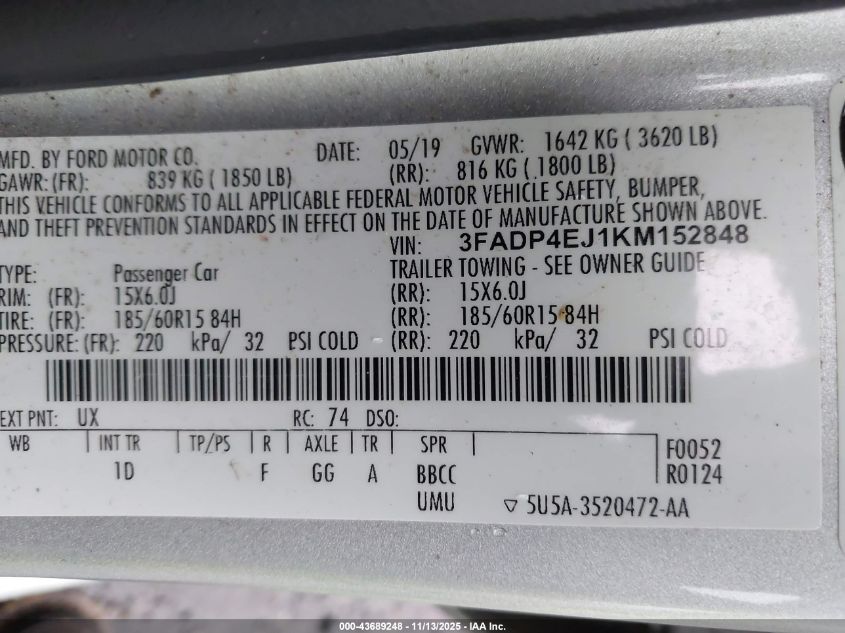 MFD. BY FORD MOTOR CO.
DATE: 05/19 GVWR: 1642 KG ( 3620 LB)
GAWR: (FR): 839 KG ( 1850 LB) (RR): 816 KG ( 1800 LB)
THIS VEHICLE CONFORMS TO ALL APPLICABLE FEDERAL MOTOR VEHICLE SAFETY, BUMPER,
AND THEFT PREVENTION STANDARDS IN EFFECT ON THE DATE OF MANUFACTURE SHOWN ABOVE.
VIN: 3FADP4EJ1KM152848
TYPE: Passenger Car TRAILER TOWING - SEE OWNER GUIDE
RIM: (FR): 15X6.0J (RR): 15X6.0J
TIRE: (FR): 185/60R15 84H (RR): 185/60R15 84H
PRESSURE: (FR): 220 kPa/ 32 PSI COLD (RR): 220 kPa/ 32 PSI COLD
EXT PNT: UX RC: 74 DSO:
WB INT TR TP/PS R AXLE TR SPR F0052
1D F GG A BBCC R0124
UMU ▽ 5U5A-3520472-AA
000-43689248 - 11/13/2025 - IAA Inc.